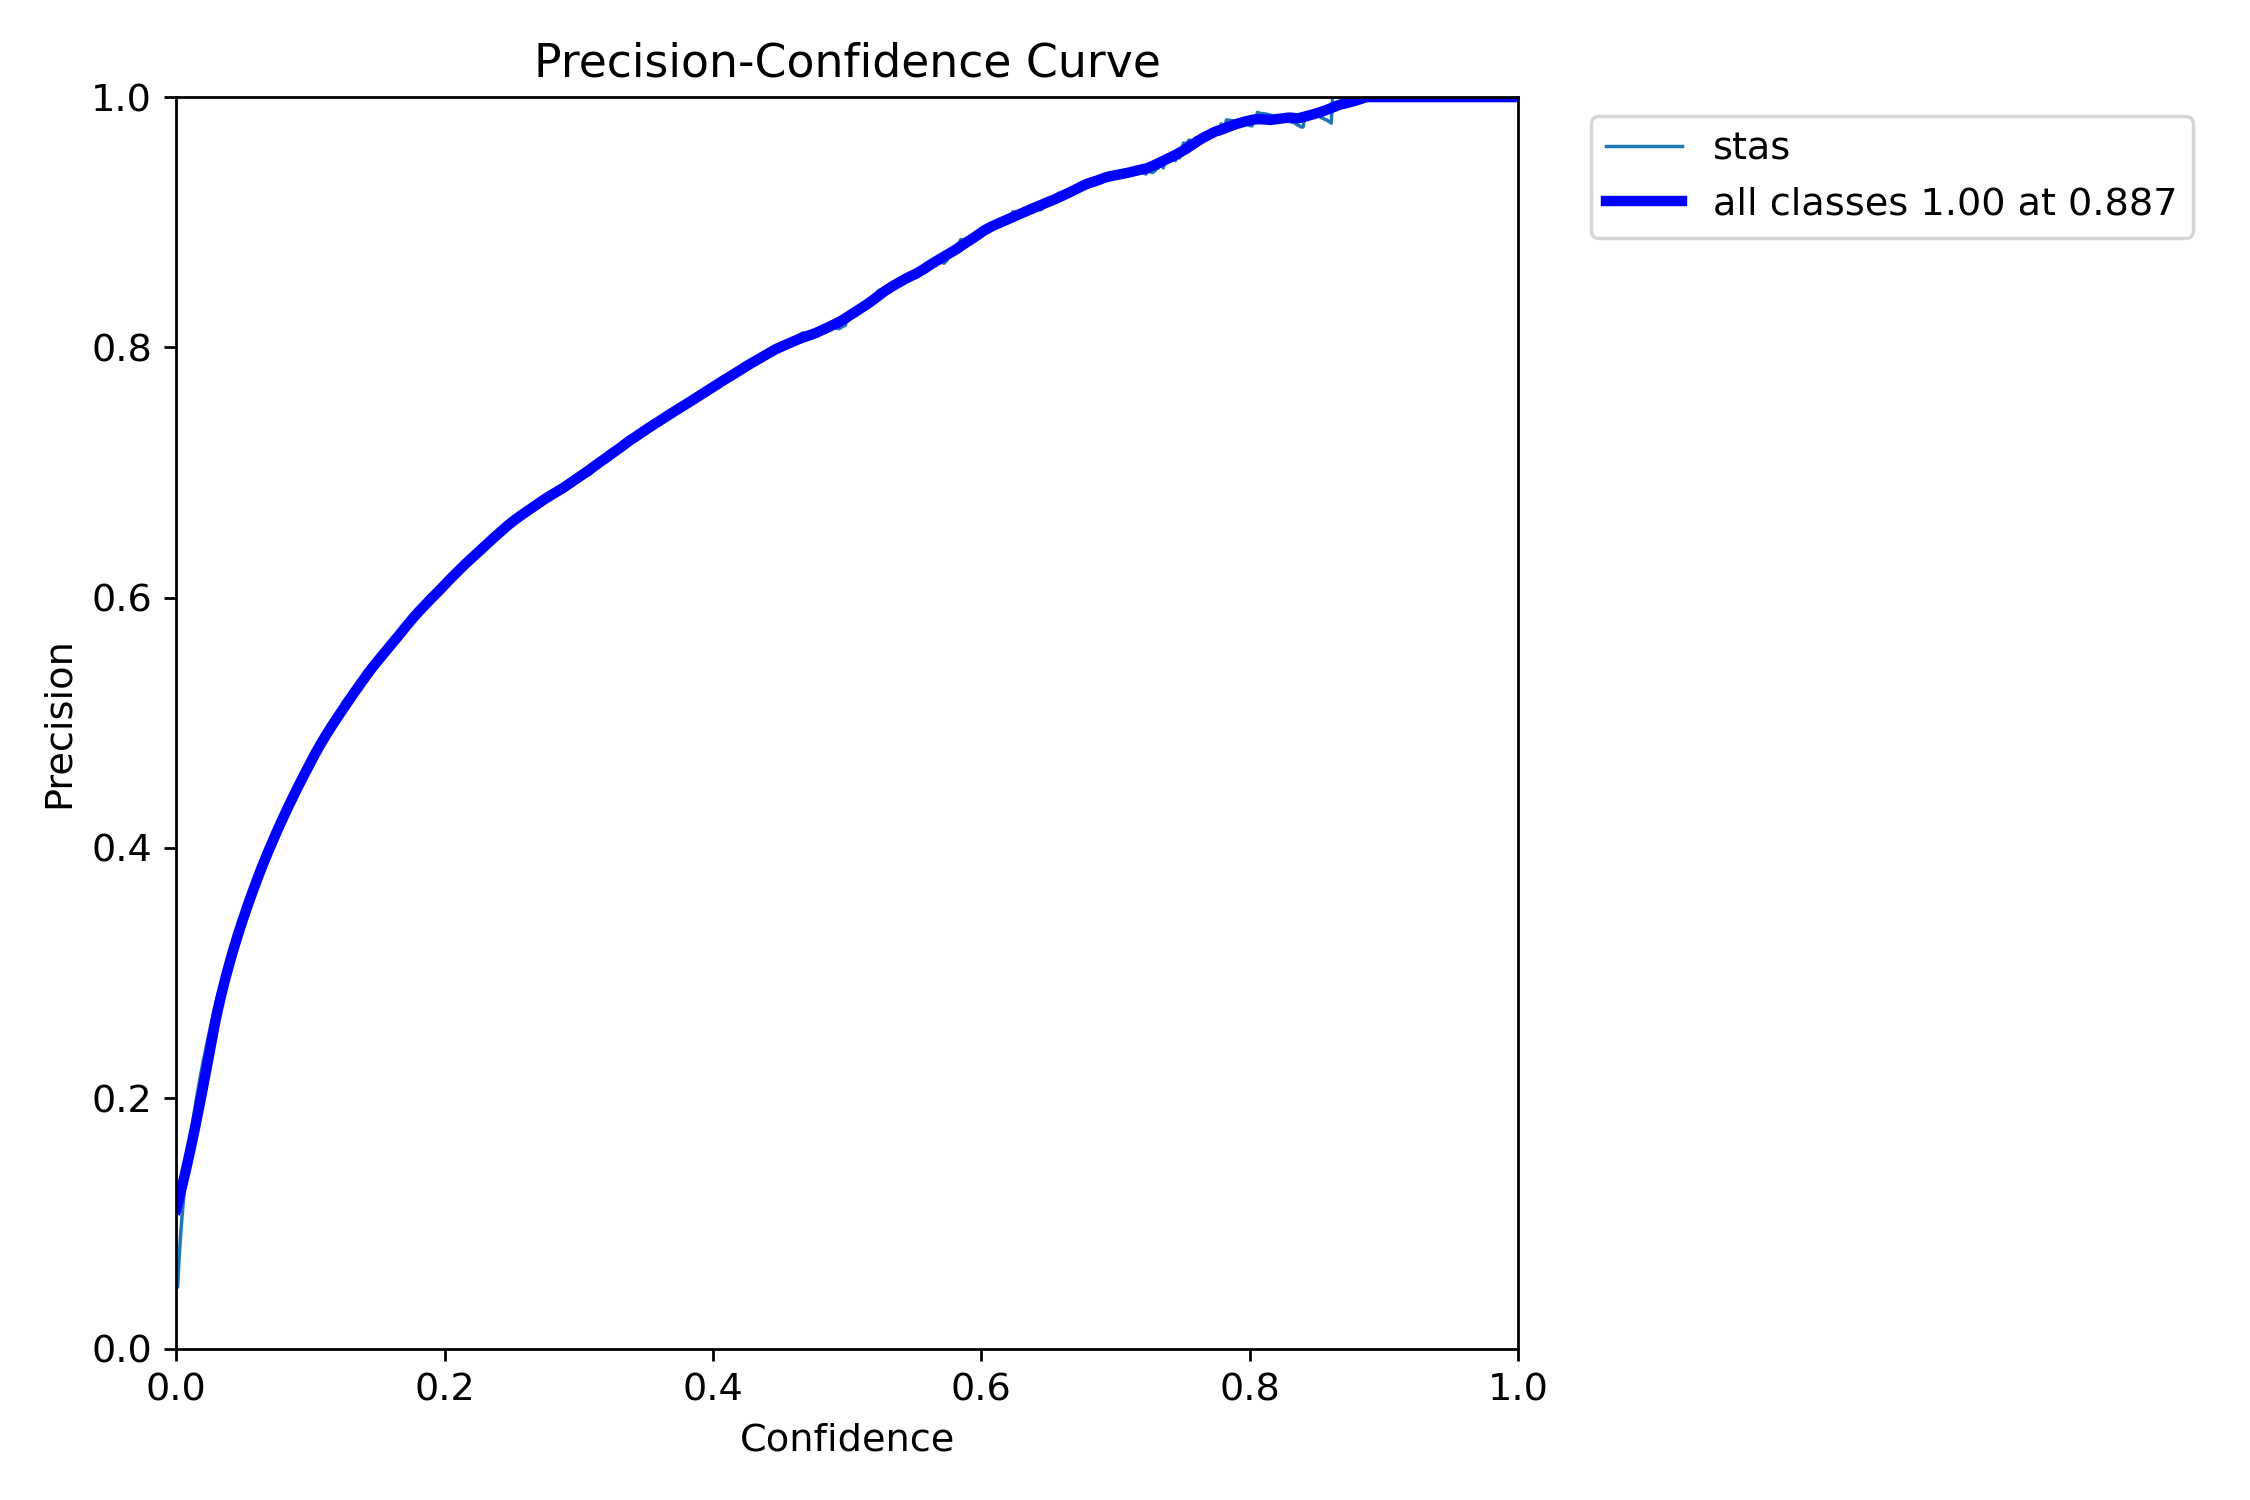 Precision-Confidence Curve
1.0
0.8
0.6
0.4
0.2
0.0
Precision
0.0 0.2 0.4 0.6 0.8 1.0
Confidence
stas
all classes 1.00 at 0.887